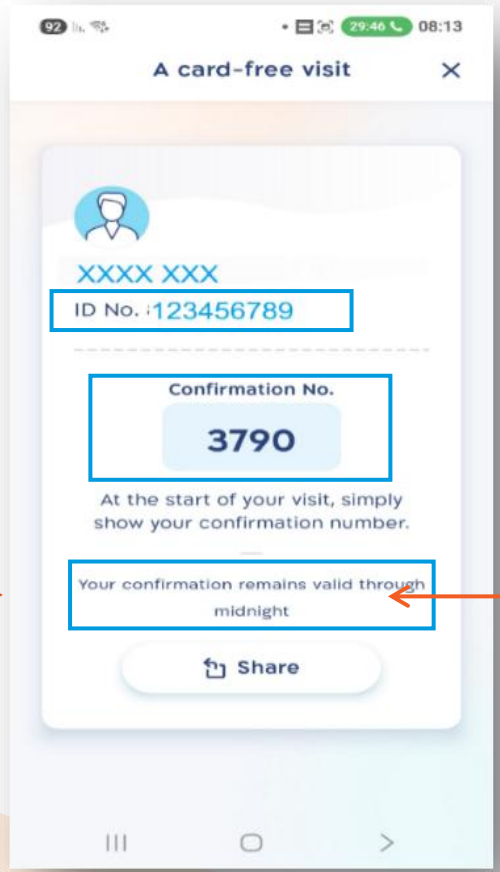 92
29:46 08:13
A card-free visit
XXXX XXX
ID No. :123456789
Confirmation No.
3790
At the start of your visit, simply
show your confirmation number.
Your confirmation remains valid through
midnight
Share